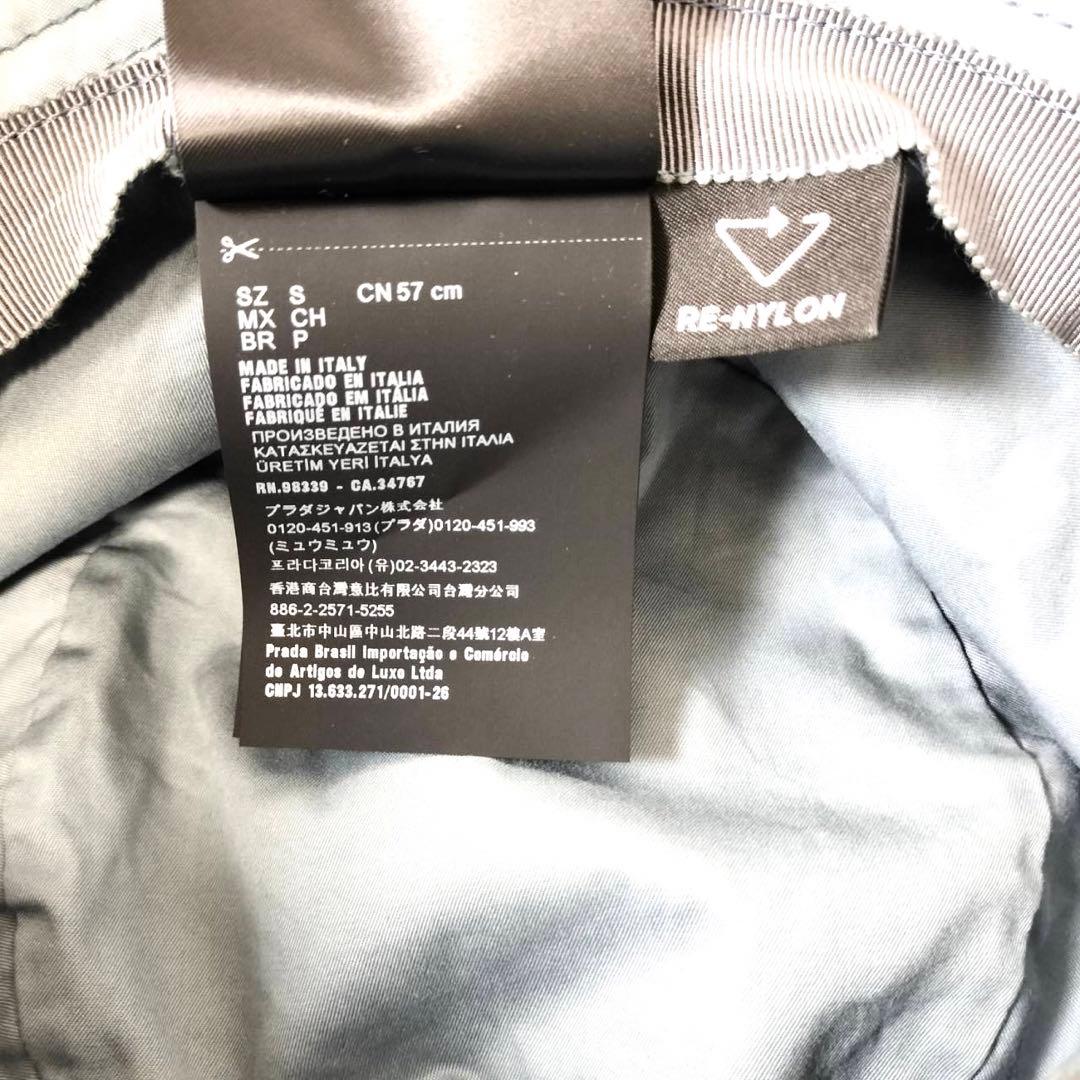 SZ S CN 57 cm
MX CH
BR P
MADE IN ITALY
FABRICADO EN ITALIA
FABRICADO EM ITÁLIA
FABRIQUÉ EN ITALIE
ПРОИЗВЕДЕНО В ИТАЛИЯ
ΚΑΤΑΣΚΕΥΑΖΕΤΑΙ ΣΤΗΝ ΙΤΑΛΙΑ
ÜRETİM YERİ İTALYA
RN.98339 - CA.34767
プラダジャパン株式会社
0120-451-913(プラダ)0120-451-993
(ミュウミュウ)
프라다코리아(유)02-3443-2323
香港商台灣意比有限公司台灣分公司
886-2-2571-5255
臺北市中山區中山北路二段44號12樓A室
Prada Brasil Importação e Comércio
de Artigos de Luxo Ltda
CNPJ 13.633.271/0001-26
RE-NYLON